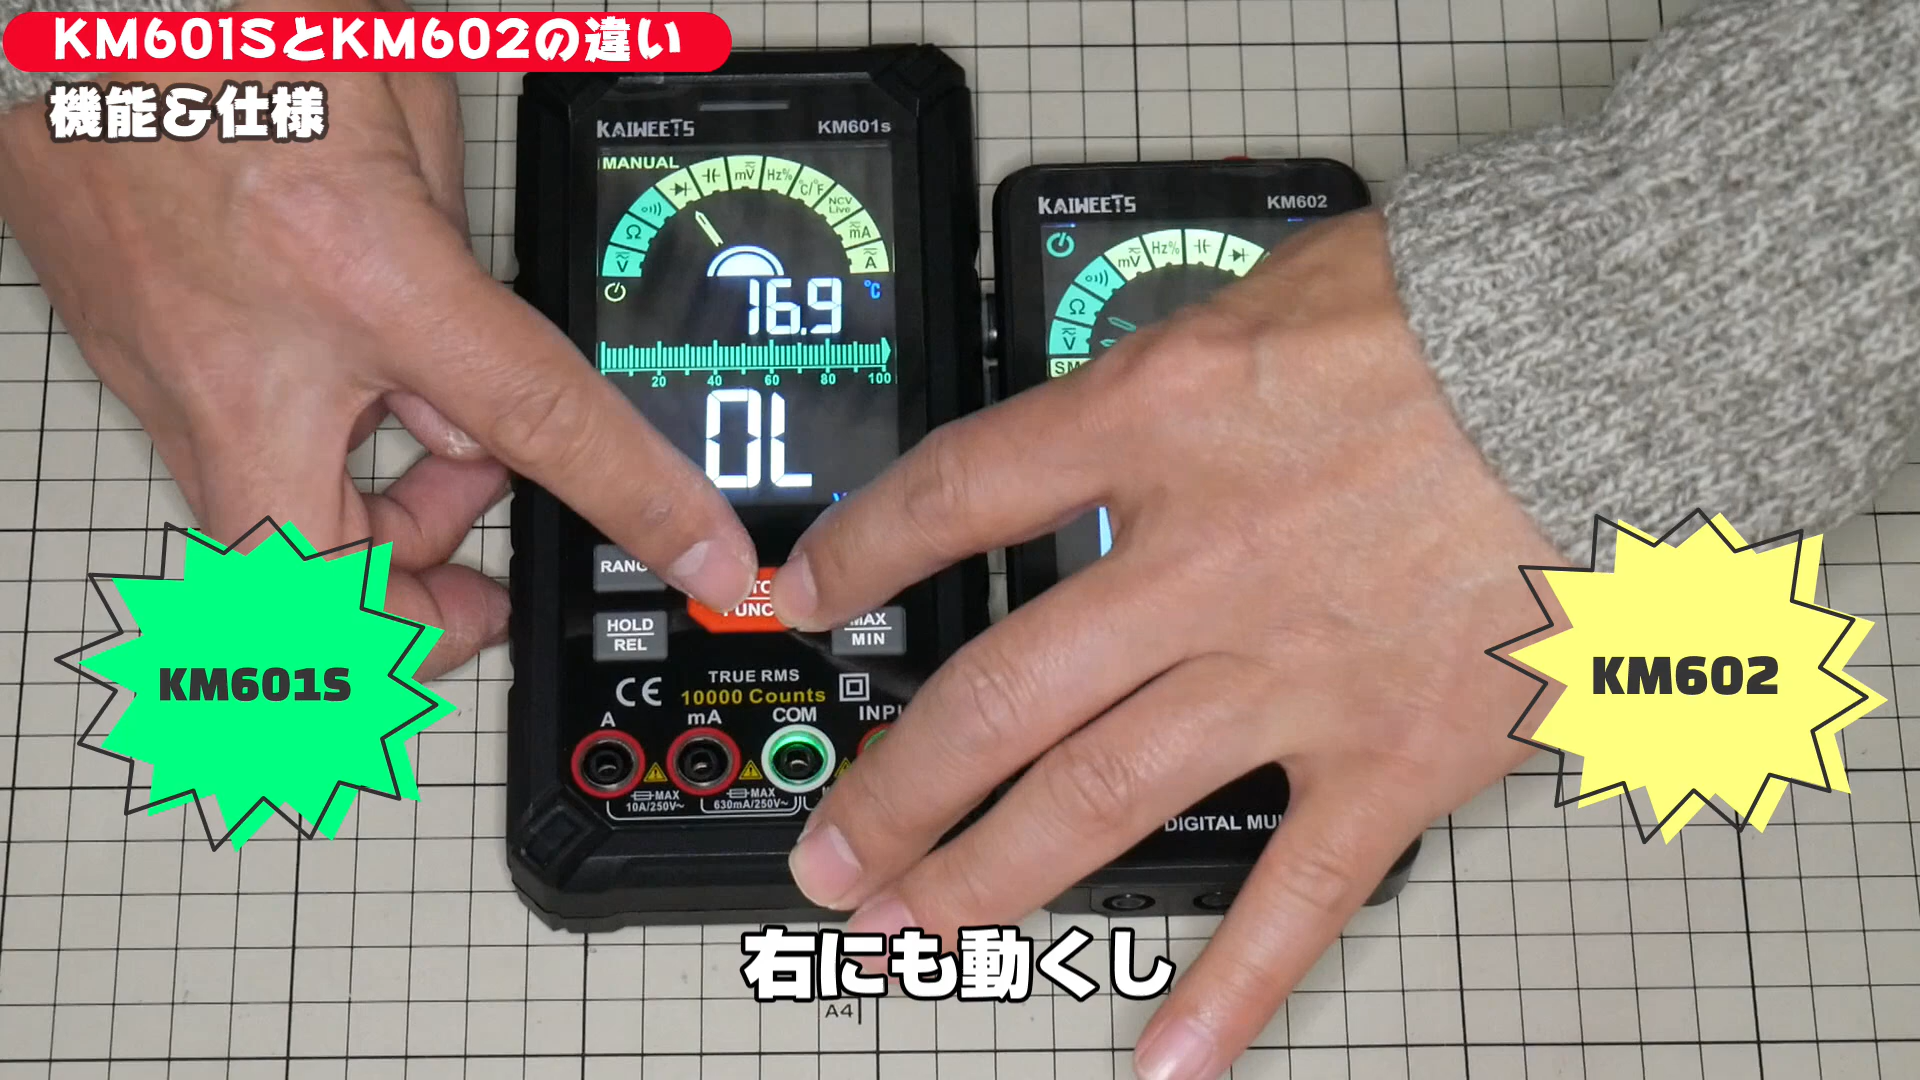 KM601SとKM602の違い
機能&仕様
KAIWEETS KM601s
MANUAL
mV Hz% °C/°F
NCV
Live
mA
A
Ω
V
16.9 °C
20 40 60 80 100
OL
HOLD
REL
FUNC
MAX
MIN
TRUE RMS
CE 10000 Counts
A mA COM
MAX
10A/250V~
MAX
630mA/250V~
KAIWEETS KM602
mV Hz%
Ω
V
DIGITAL
KM601S
KM602
右にも動くし
A4